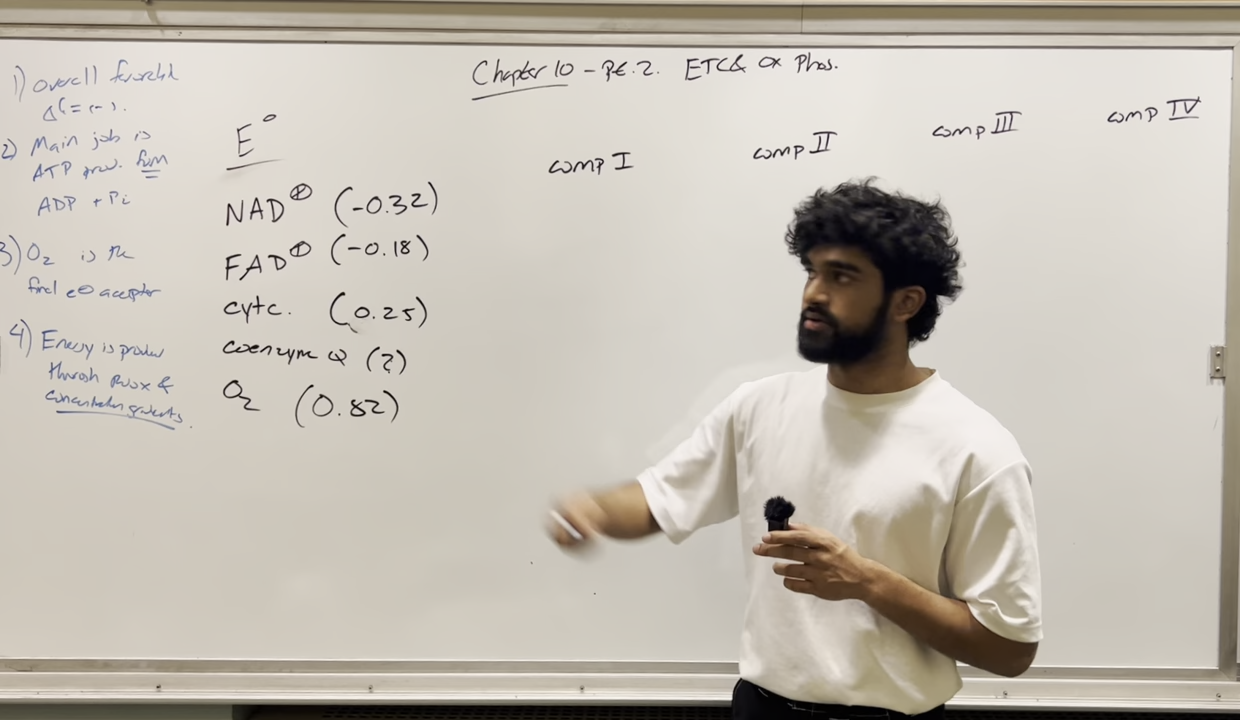 Chapter 10 - Pt. 2. ETC & Ox Phos.
1) Overall favorable
ΔG = (-).
2) Main job is
ATP prod. from
ADP + Pi
3) O₂ is the
final e⊖ acceptor
4) Energy is produ
through redox &
concentration gradients.
E°
NAD⊕ (-0.32)
FAD⊕ (-0.18)
cytc. (0.25)
coenzyme Q (?)
O₂ (0.82)
comp I
comp II
comp III
comp IV